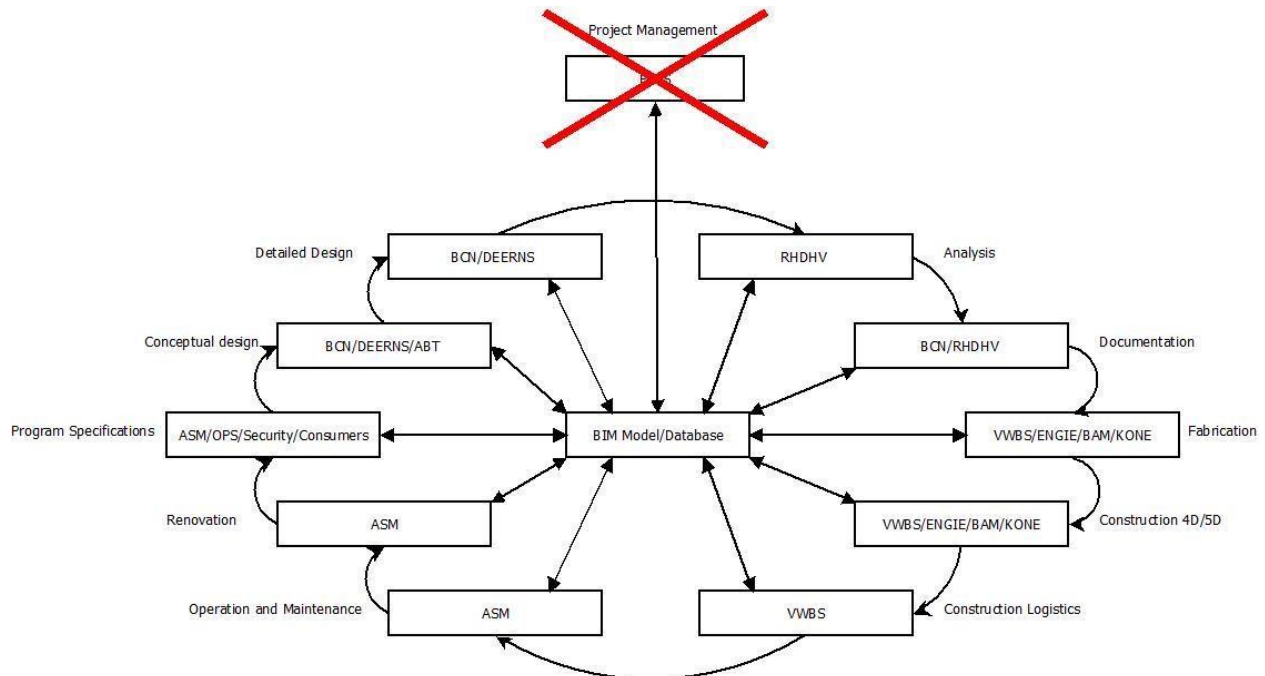 Project Management
Detailed Design
BCN/DEERNS
RHDHV
Analysis
Conceptual design
BCN/DEERNS/ABT
BCN/RHDHV
Documentation
Program Specifications
ASM/OPS/Security/Consumers
BIM Model/Database
VWBS/ENGIE/BAM/KONE
Fabrication
Renovation
ASM
VWBS/ENGIE/BAM/KONE
Construction 4D/5D
Operation and Maintenance
ASM
VWBS
Construction Logistics